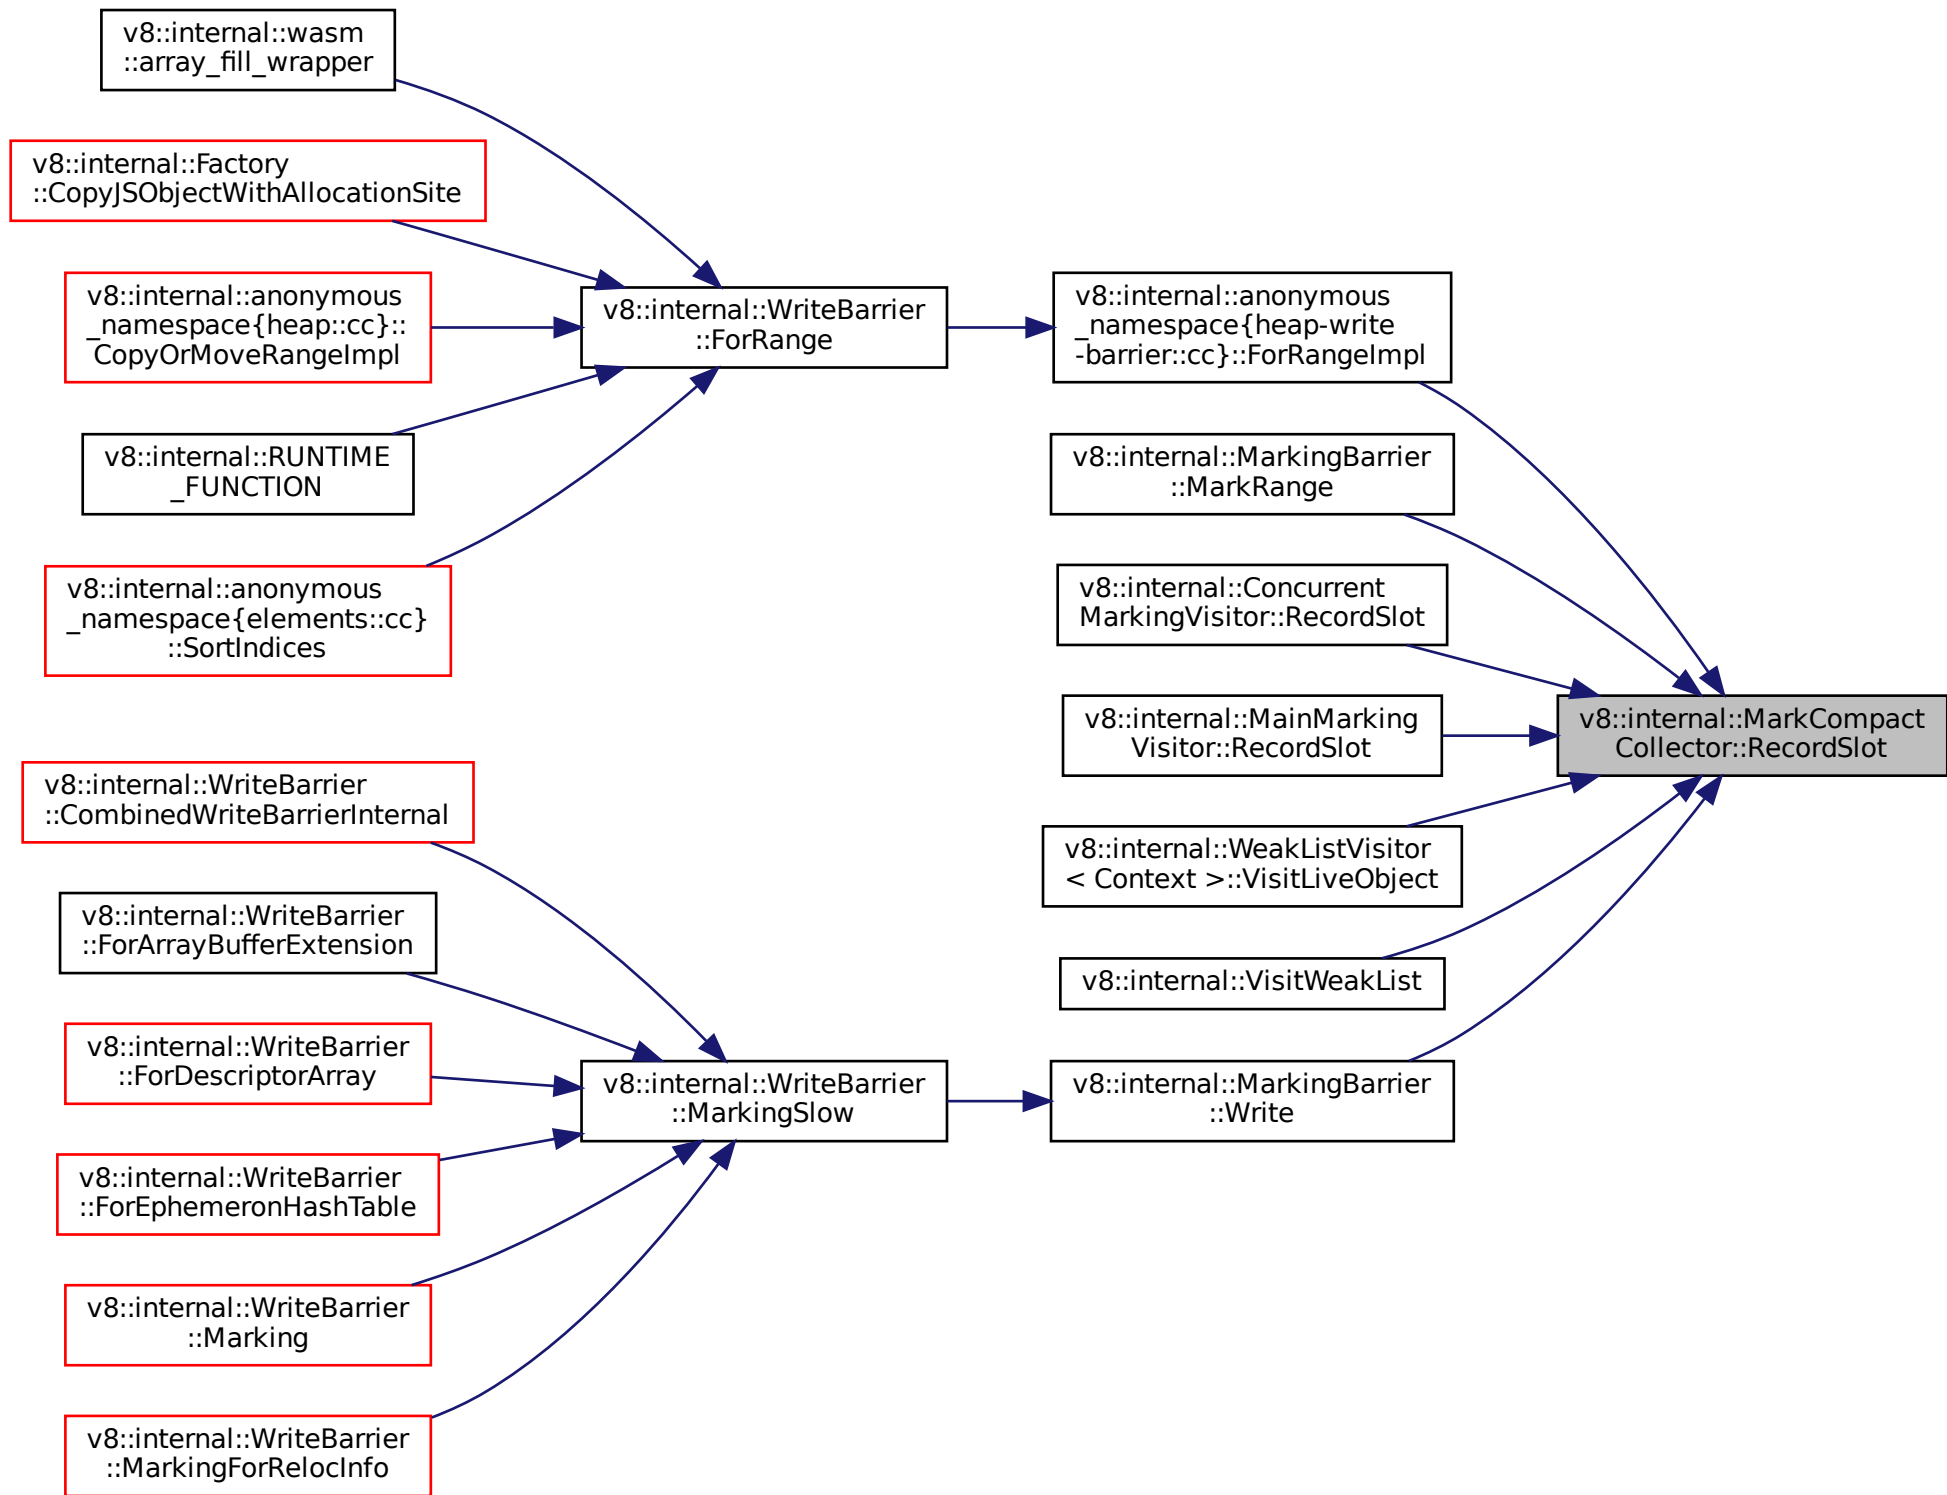 v8::internal::wasm
::array_fill_wrapper
v8::internal::Factory
::CopyJSObjectWithAllocationSite
v8::internal::anonymous
_namespace{heap::cc}::
CopyOrMoveRangeImpl
v8::internal::RUNTIME
_FUNCTION
v8::internal::anonymous
_namespace{elements::cc}
::SortIndices
v8::internal::WriteBarrier
::CombinedWriteBarrierInternal
v8::internal::WriteBarrier
::ForArrayBufferExtension
v8::internal::WriteBarrier
::ForDescriptorArray
v8::internal::WriteBarrier
::ForEphemeronHashTable
v8::internal::WriteBarrier
::Marking
v8::internal::WriteBarrier
::MarkingForRelocInfo
v8::internal::WriteBarrier
::ForRange
v8::internal::WriteBarrier
::MarkingSlow
v8::internal::anonymous
_namespace{heap-write
-barrier::cc}::ForRangeImpl
v8::internal::MarkingBarrier
::MarkRange
v8::internal::Concurrent
MarkingVisitor::RecordSlot
v8::internal::MainMarking
Visitor::RecordSlot
v8::internal::WeakListVisitor
< Context >::VisitLiveObject
v8::internal::VisitWeakList
v8::internal::MarkingBarrier
::Write
v8::internal::MarkCompact
Collector::RecordSlot